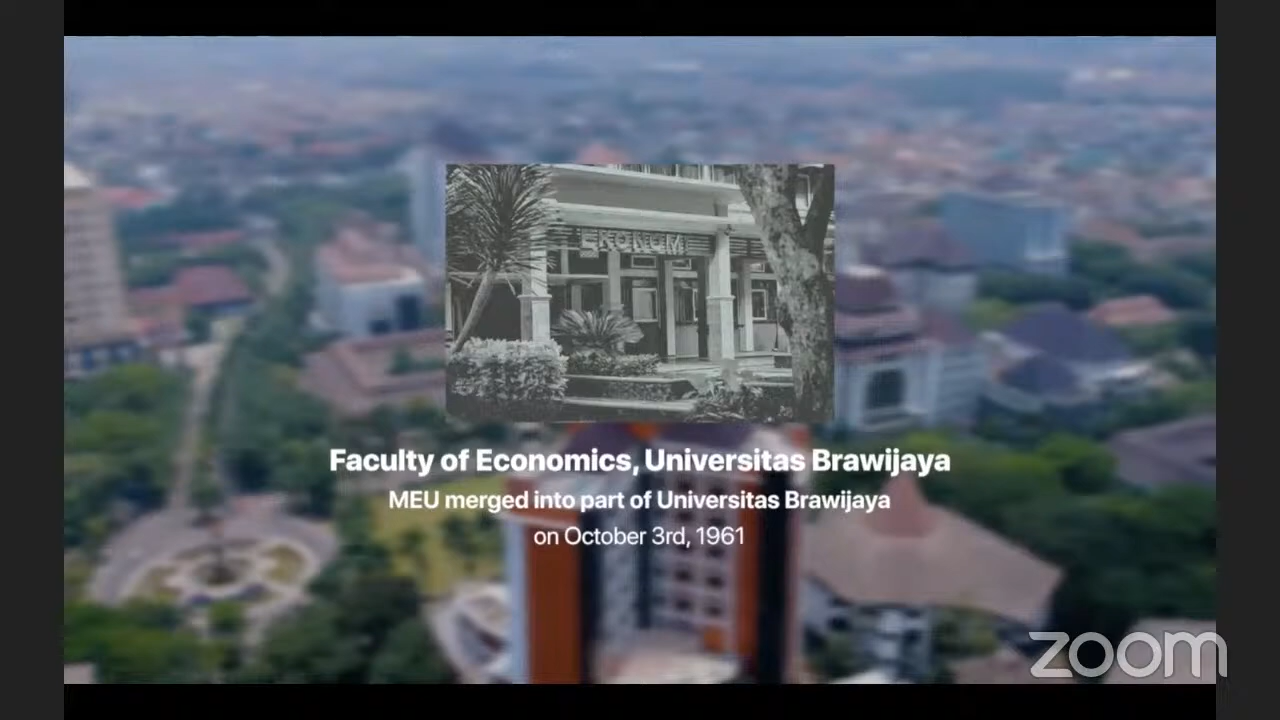 EKONOMI
Faculty of Economics, Universitas Brawijaya
MEU merged into part of Universitas Brawijaya
on October 3rd, 1961
zoom